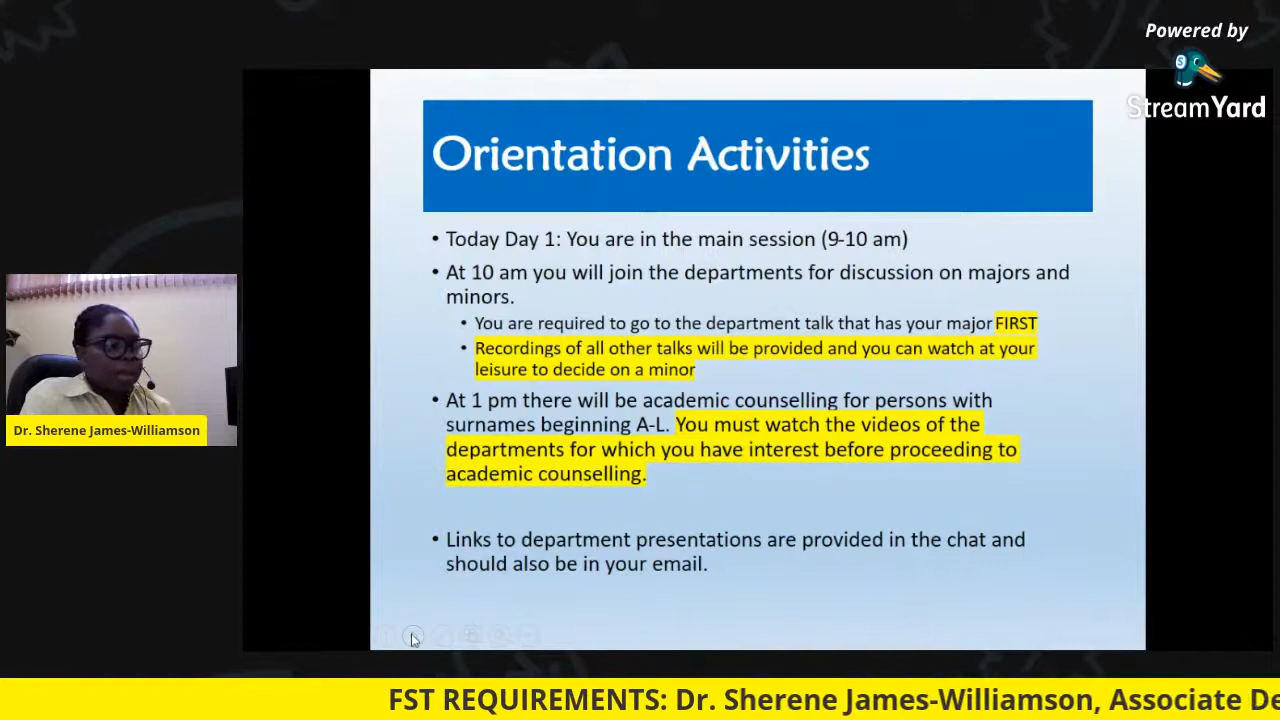 Powered by
StreamYard
Orientation Activities
• Today Day 1: You are in the main session (9-10 am)
• At 10 am you will join the departments for discussion on majors and
minors.
• You are required to go to the department talk that has your major FIRST
• Recordings of all other talks will be provided and you can watch at your
leisure to decide on a minor
• At 1 pm there will be academic counselling for persons with
surnames beginning A-L. You must watch the videos of the
departments for which you have interest before proceeding to
academic counselling.
• Links to department presentations are provided in the chat and
should also be in your email.
Dr. Sherene James-Williamson
FST REQUIREMENTS: Dr. Sherene James-Williamson, Associate De